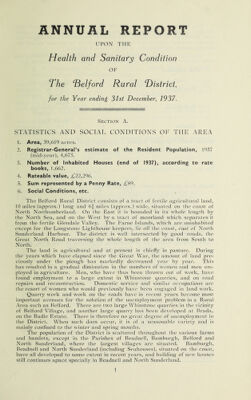 ANNUAL REPORT
UPON THE
Health and Sanitary Condition
OF
The Belford Rural District,
for the Year ending 31st December, 1937.
SECTION A.
STATISTICS AND SOCIAL CONDITIONS OF THE AREA
1. Area, 39,669 acres.
2. Registrar-General's estimate of the Resident Population, 1937
(mid-year), 4,675.
3. Number of Inhabited Houses (end of 1937), according to rate
books, 1,662.
4. Rateable value, £22,296.
5. Sum represented by a Penny Rate, £89.
6. Social Conditions, etc.
The Belford Rural District consists of a tract of fertile agricultural land,
miles (approx.) long and miles (approx.) wide, situated on the coast of
North Northumberland. On the East it is bounded in its whole length by
the North Sea, and on the West by a tract of moorland which separates it
from the fertile Glendale Valley. The Farne Islands, which are uninhabited
except for the Longstone Lighthouse keepers, lie off the coast, east of North
Sunderland Harbour. The district is well intersected by good roads, the
Great North Road traversing the whole length of the area from South to
North.
The land is agricultural and at present is chiefly in pasture. During
the years which have elapsed since the Great War, the amount of land pre-
viously under the plough has markedly decreased year by year. This
has resulted in a gradual diminution in the numbers of women and men em-
ployed in agriculture. Men, who have thus been thrown out of work, have
found employment to a large extent in the Whinstone quarries, and on road
repairs and reconstruction. Domestic service and similar occupations are
the resort of women who would previously have been engaged in land work.
Quarry work and work on the roads have in recent years become most
important avenues for the solution of the unemployment problem in a Rural
Area such as Belford. There are two large Whinstone quarries in the vicinity
of Belford Village, and another large quarry has been developed at Brada,
on the Budle Estate. There is therefore no great degree of unemployment in
the District. When such does occur, it is of a seasonable variety and is
mainly confined to the winter and spring months.
The population of the District is scattered throughout the various farms
and hamlets, except in the Parishes of Beadnell, Bamburgh, Belford and
North Sunderland, where the largest villages are situated. Bamburgh,
Beadnell and North Sunderland (including Seahouses), situated on the coast,
have all developed to some extent in recent years, and building of new houses
still continues apace specially in Beadnell and North Sunderland.
1